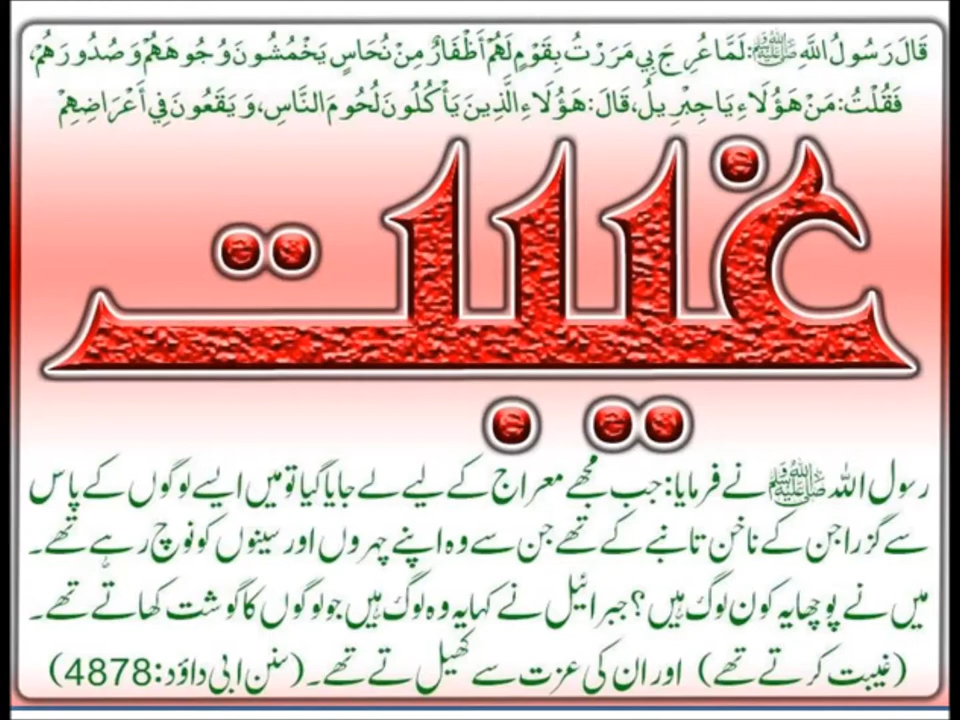 قَالَ رَسُولُ اللَّهِ ﷺ: لَمَّا عُرِجَ بِي مَرَرْتُ بِقَوْمٍ لَهُمْ أَظْفَارٌ مِنْ نُحَاسٍ يَخْمُشُونَ وُجُوهَهُمْ وَصُدُورَهُمْ،
فَقُلْتُ: مَنْ هَؤُلَاءِ يَا جِبْرِيلُ، قَالَ: هَؤُلَاءِ الَّذِينَ يَأْكُلُونَ لُحُومَ النَّاسِ، وَيَقَعُونَ فِي أَعْرَاضِهِمْ
غیبت
رسول اللہ ﷺ نے فرمایا: جب مجھے معراج کے لیے لے جایا گیا تو میں ایسے لوگوں کے پاس
سے گزرا جن کے ناخن تانبے کے تھے جن سے وہ اپنے چہروں اور سینوں کو نوچ رہے تھے۔
میں نے پوچھا یہ کون لوگ ہیں؟ جبرائیل نے کہا یہ وہ لوگ ہیں جو لوگوں کا گوشت کھاتے تھے۔
(غیبت کرتے تھے) اور ان کی عزت سے کھیلتے تھے۔ (سنن ابی داؤد: 4878)